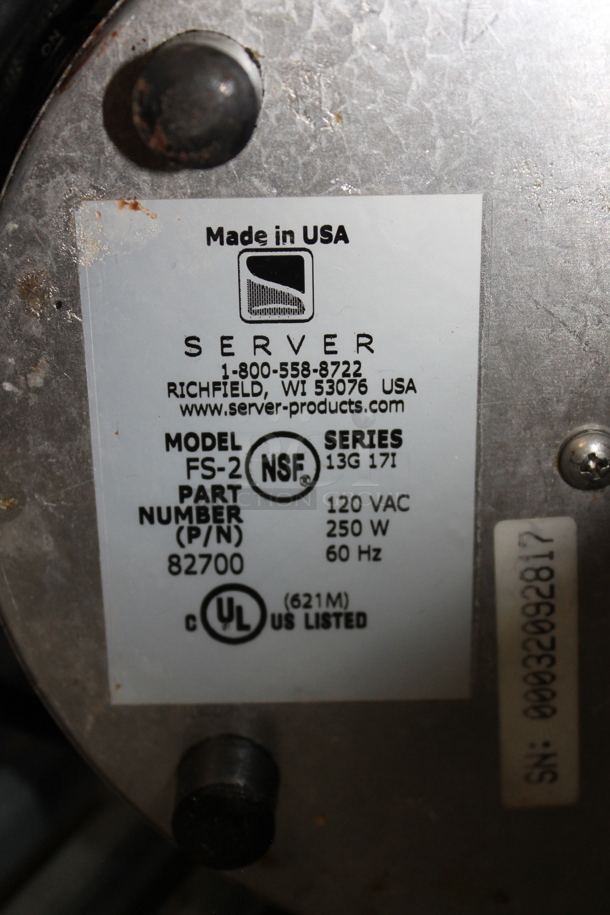 Made in USA
SERVER
1-800-558-8722
RICHFIELD, WI 53076 USA
www.server-products.com
MODEL
FS-2
PART
NUMBER
(P/N)
82700
NSF®
SERIES
13G 17I
120 VAC
250 W
60 Hz
(621M)
C UL US LISTED
SN: 00032092817
ON